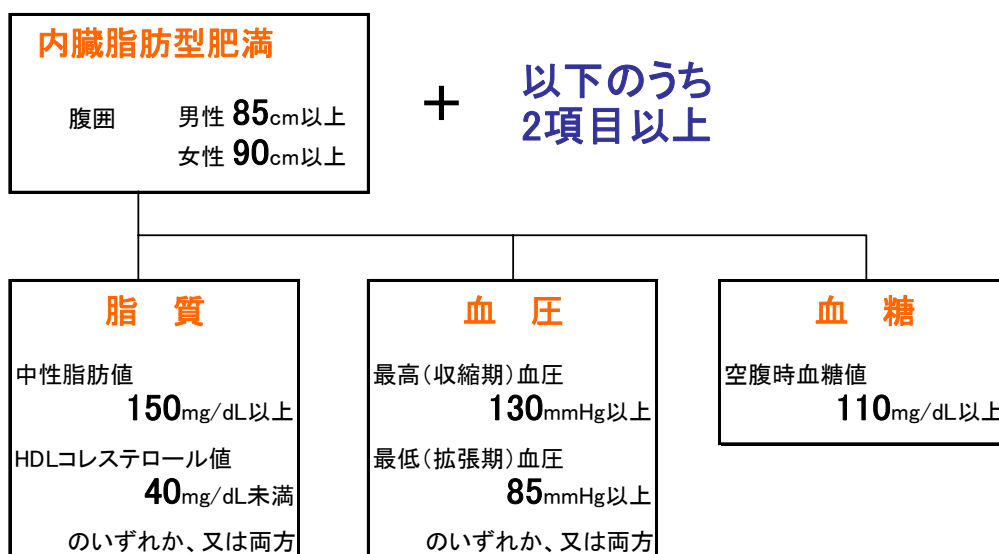 内臓脂肪型肥満
腹囲 男性 85cm以上
女性 90cm以上
+
以下のうち
2項目以上
脂 質
中性脂肪値
150mg/dL以上
HDLコレステロール値
40mg/dL未満
のいずれか、又は両方
血 圧
最高(収縮期)血圧
130mmHg以上
最低(拡張期)血圧
85mmHg以上
のいずれか、又は両方
血 糖
空腹時血糖値
110mg/dL以上